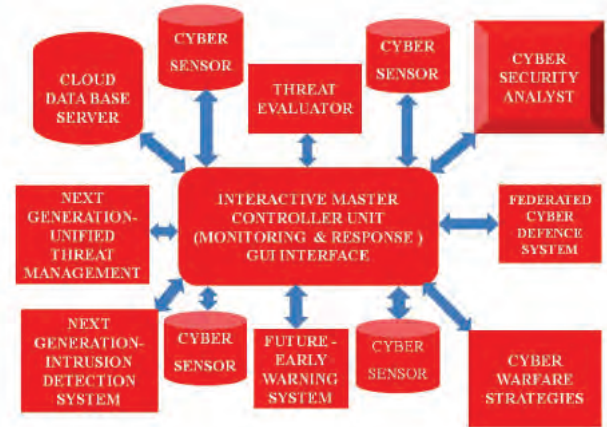 CLOUD
DATA BASE
SERVER
CYBER
SENSOR
THREAT
EVALUATOR
CYBER
SENSOR
CYBER
SECURITY
ANALYST
NEXT
GENERATION-
UNIFIED
THREAT
MANAGEMENT
INTERACTIVE MASTER
CONTROLLER UNIT
(MONITORING & RESPONSE )
GUI INTERFACE
FEDERATED
CYBER
DEFENCE
SYSTEM
NEXT
GENERATION-
INTRUSION
DETECTION
SYSTEM
CYBER
SENSOR
FUTURE -
EARLY
WARNING
SYSTEM
CYBER
SENSOR
CYBER
WARFARE
STRATEGIES